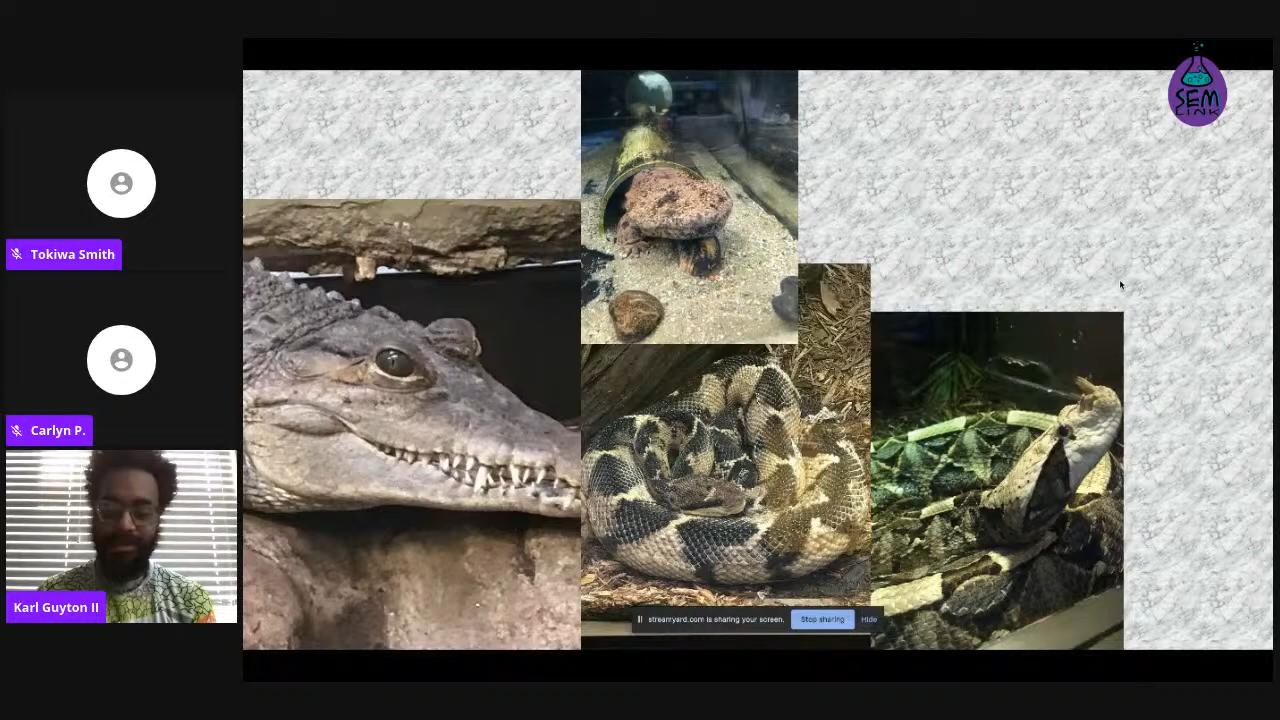 Tokiwa Smith
Carlyn P.
Karl Guyton II
SEM
LINK
streamyard.com is sharing your screen.
Stop sharing
Hide